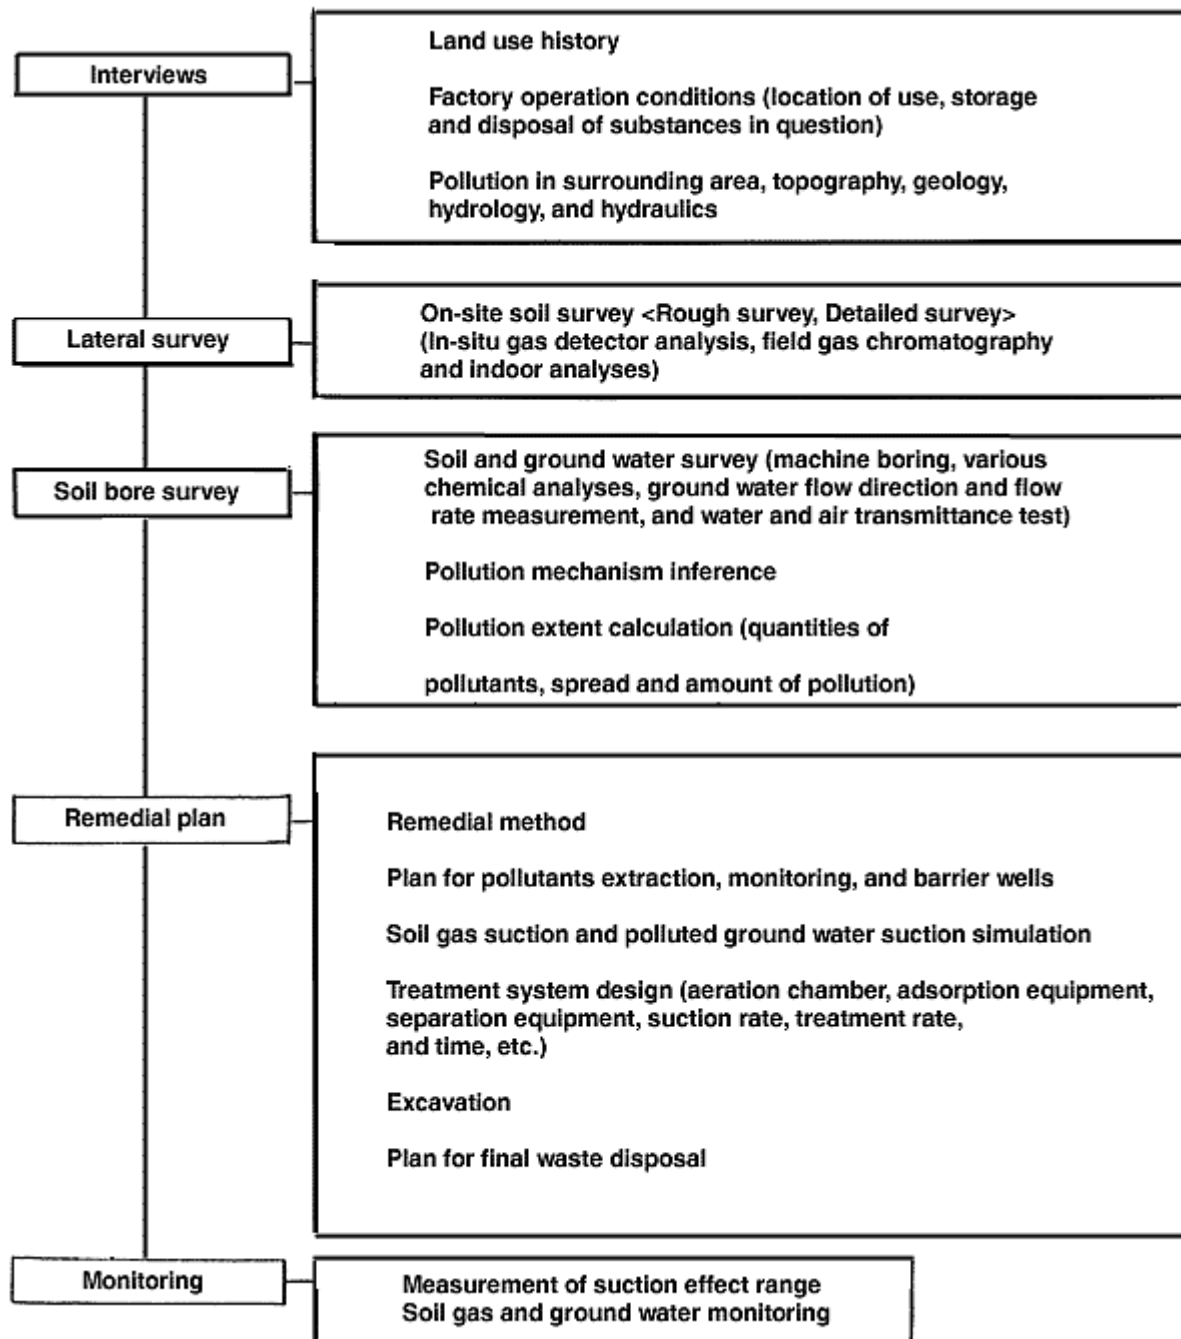 Interviews
Land use history
Factory operation conditions (location of use, storage
and disposal of substances in question)
Pollution in surrounding area, topography, geology,
hydrology, and hydraulics
Lateral survey
On-site soil survey <Rough survey, Detailed survey>
(In-situ gas detector analysis, field gas chromatography
and indoor analyses)
Soil bore survey
Soil and ground water survey (machine boring, various
chemical analyses, ground water flow direction and flow
rate measurement, and water and air transmittance test)
Pollution mechanism inference
Pollution extent calculation (quantities of
pollutants, spread and amount of pollution)
Remedial plan
Remedial method
Plan for pollutants extraction, monitoring, and barrier wells
Soil gas suction and polluted ground water suction simulation
Treatment system design (aeration chamber, adsorption equipment,
separation equipment, suction rate, treatment rate,
and time, etc.)
Excavation
Plan for final waste disposal
Monitoring
Measurement of suction effect range
Soil gas and ground water monitoring